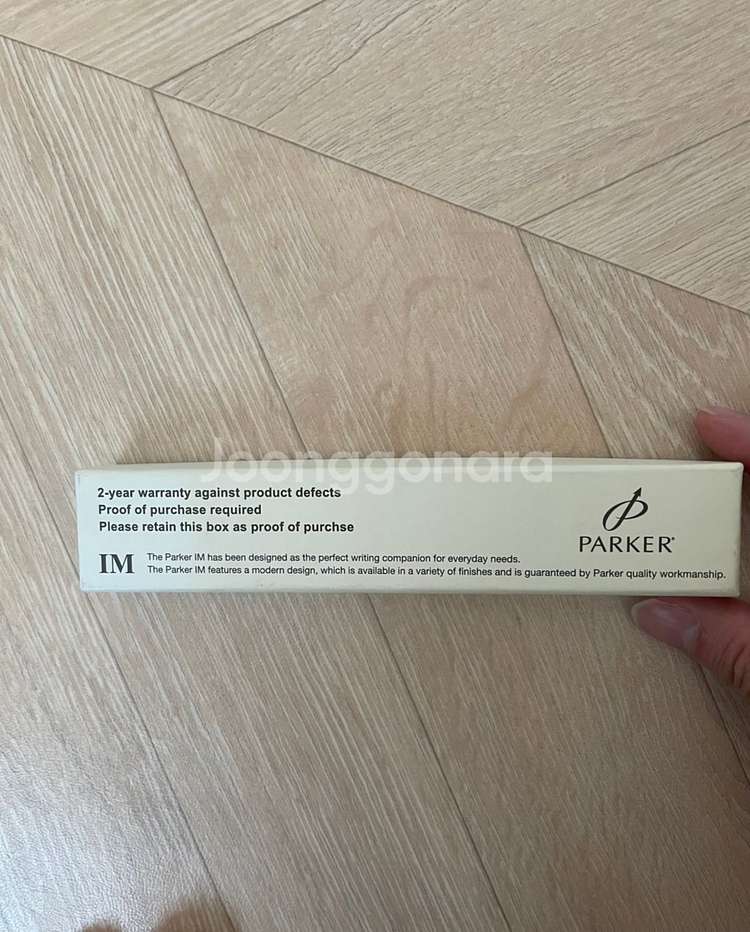 Joonggonara
2-year warranty against product defects
Proof of purchase required
Please retain this box as proof of purchse
PARKER®
IM
The Parker IM has been designed as the perfect writing companion for everyday needs.
The Parker IM features a modern design, which is available in a variety of finishes and is guaranteed by Parker quality workmanship.